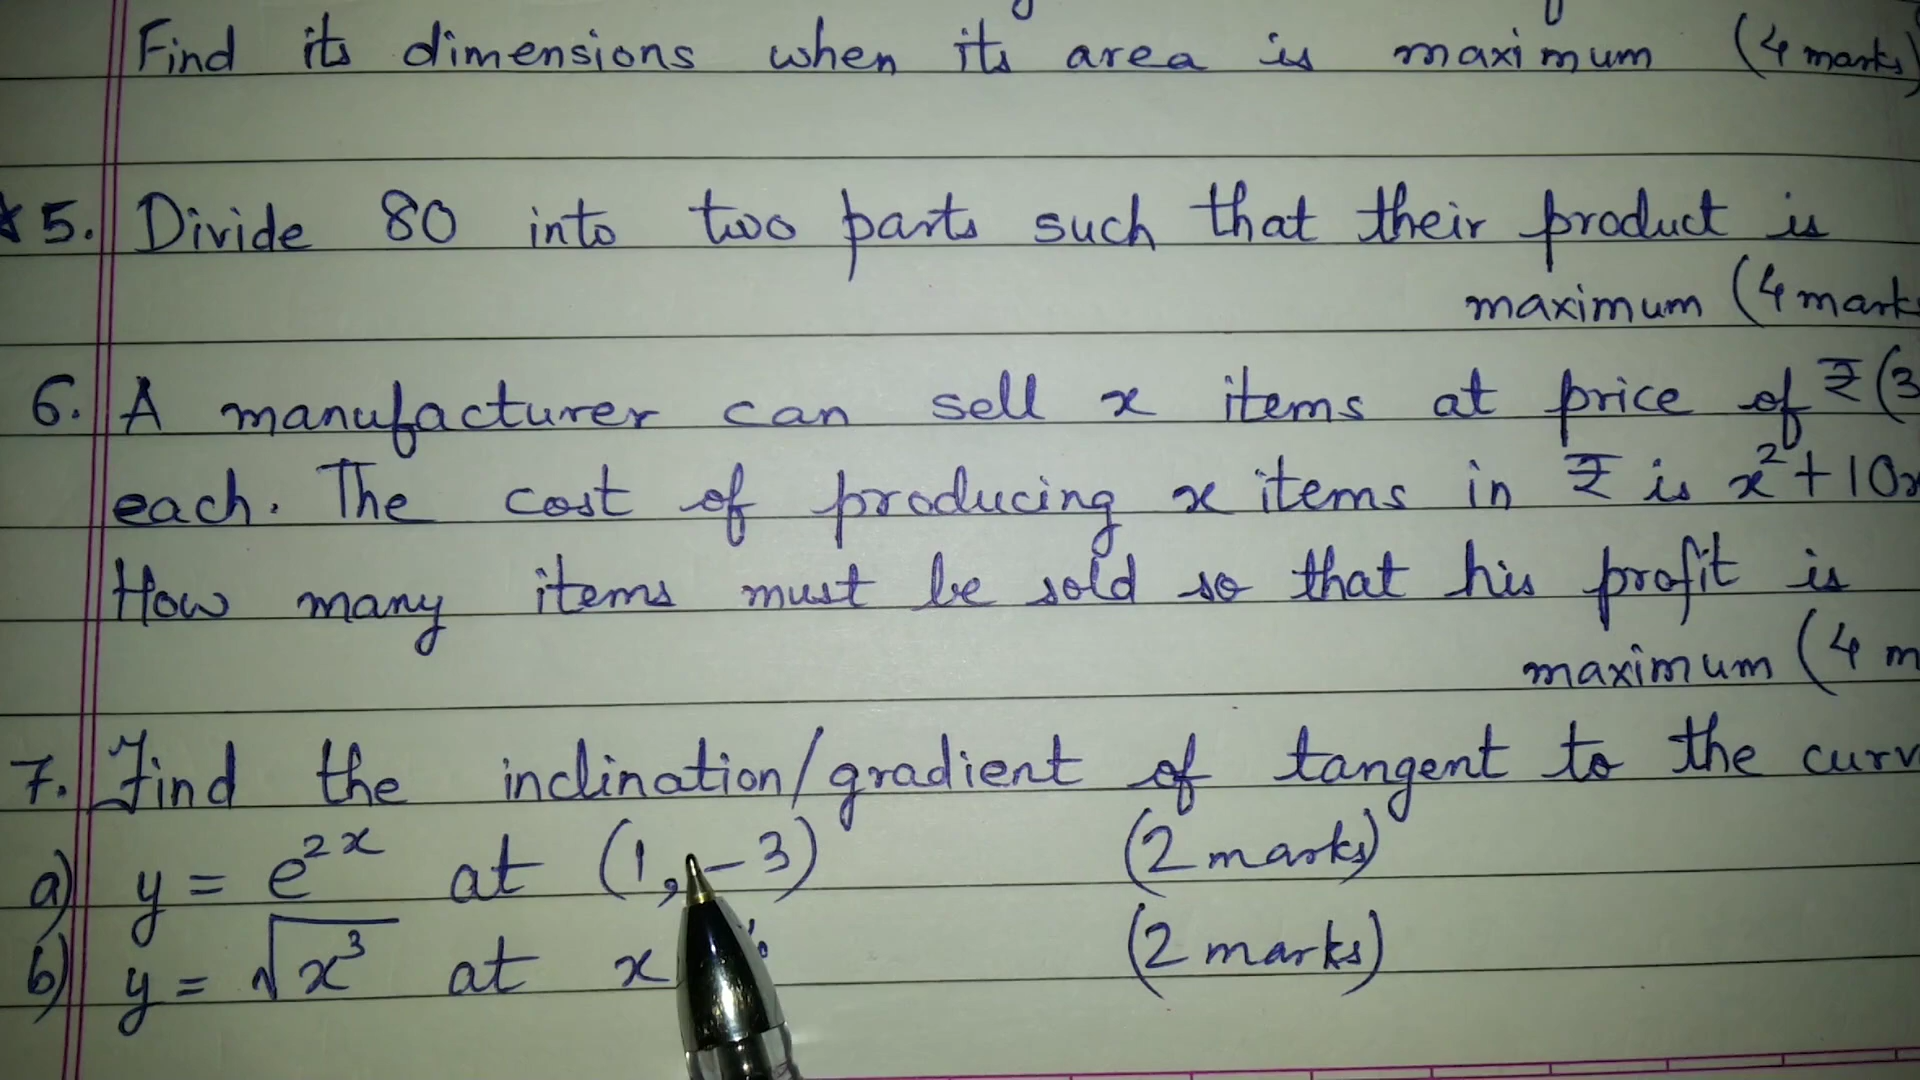 Find its dimensions when its area is maximum (4 marks)
*5. Divide 80 into two parts such that their product is
maximum (4 mark
6. A manufacturer can sell x items at price of ₹(3
each. The cost of producing x items in ₹ is x²+10x
How many items must be sold so that his profit is
maximum (4 m
7. Find the inclination/gradient of tangent to the curv
a) y = e²ˣ at (1,-3) (2 marks)
b) y = √x³ at x (2 marks)